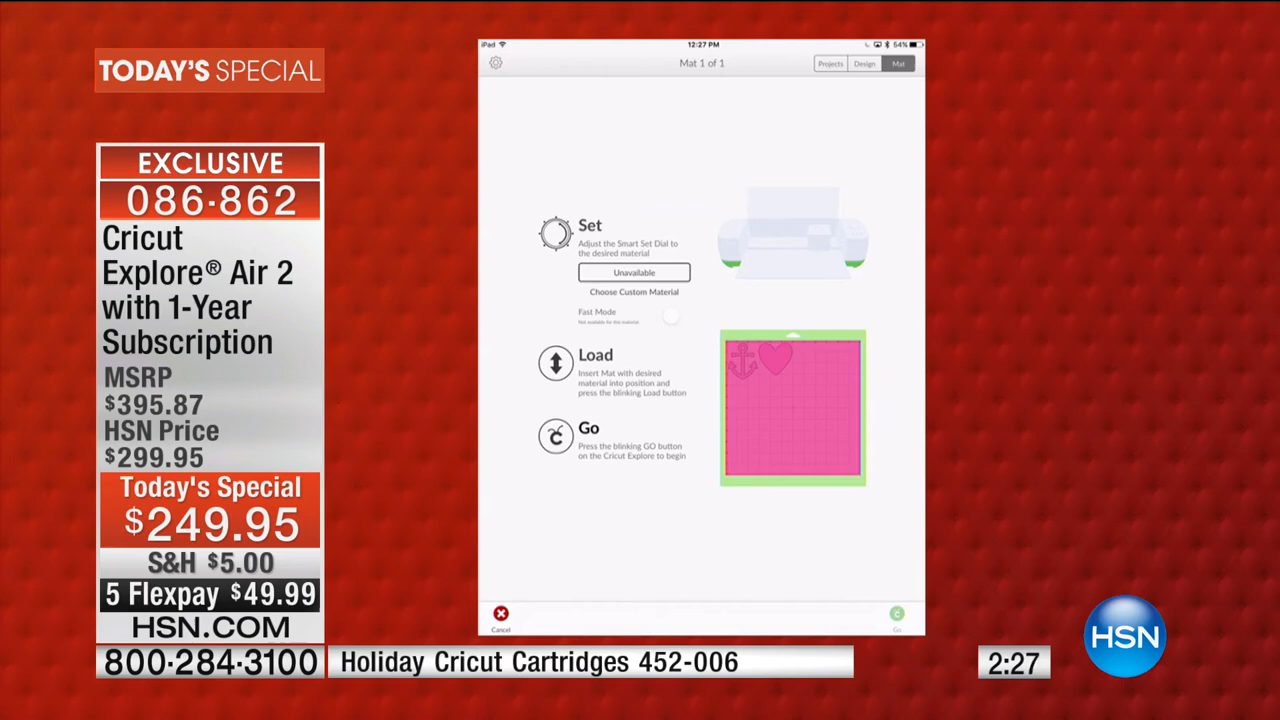 TODAY'S SPECIAL
EXCLUSIVE
086·862
Cricut
Explore® Air 2
with 1-Year
Subscription
MSRP
$395.87
HSN Price
$299.95
Today's Special
$249.95
S&H $5.00
5 Flexpay $49.99
HSN.COM
800·284·3100
Holiday Cricut Cartridges 452-006
2:27
HSN
iPad
12:27 PM
54%
Mat 1 of 1
Projects
Design
Mat
Set
Adjust the Smart Set Dial to
the desired material
Unavailable
Choose Custom Material
Fast Mode
Not available for this material
Load
Insert Mat with desired
material into position and
press the blinking Load button
Go
Press the blinking GO button
on the Cricut Explore to begin
Cancel
Go